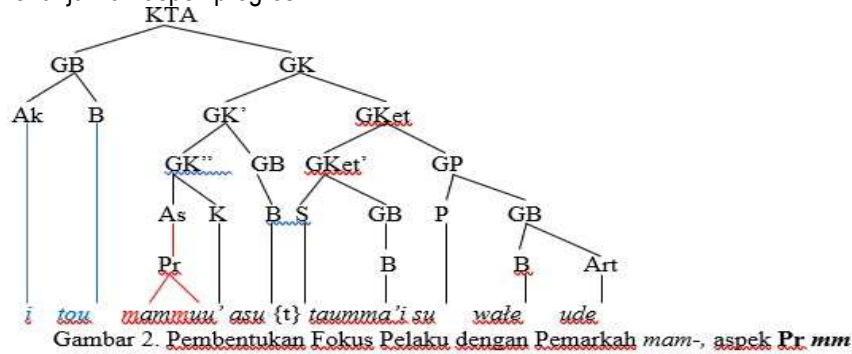 KTA
GB GK
Ak B GK’ GKet
GK’’ GB GKet’ GP
As K B S GB P GB
Pr B B Art
i tou mammuu’ asu {t} taumma’i su wale ude
Gambar 2. Pembentukan Fokus Pelaku dengan Pemarkah mam-, aspek Pr mm